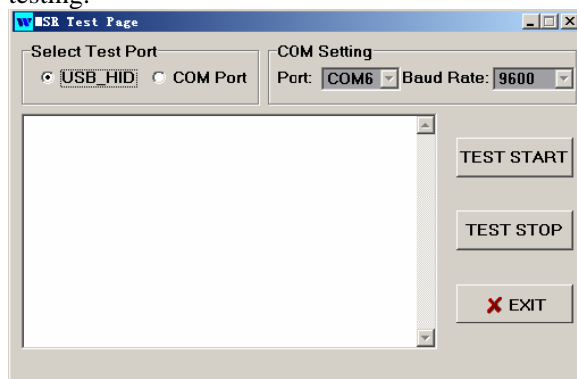 testing.
MSR Test Page
Select Test Port
USB_HID COM Port
COM Setting
Port: COM6 Baud Rate: 9600
TEST START
TEST STOP
EXIT